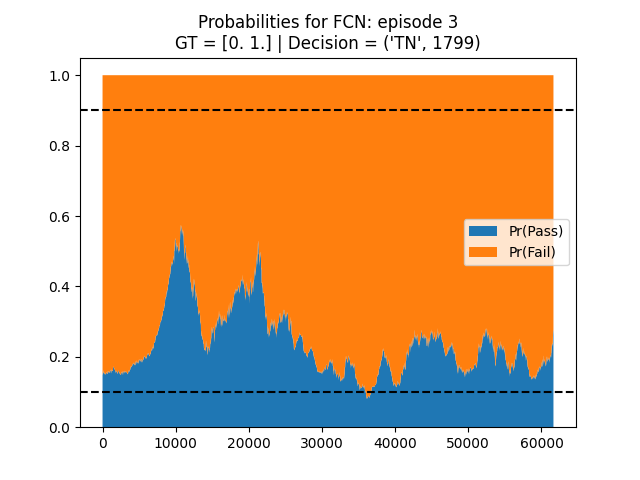 Probabilities for FCN: episode 3
GT = [0. 1.] | Decision = ('TN', 1799)
1.0
0.8
0.6
0.4
0.2
0.0
Pr(Pass)
Pr(Fail)
0 10000 20000 30000 40000 50000 60000